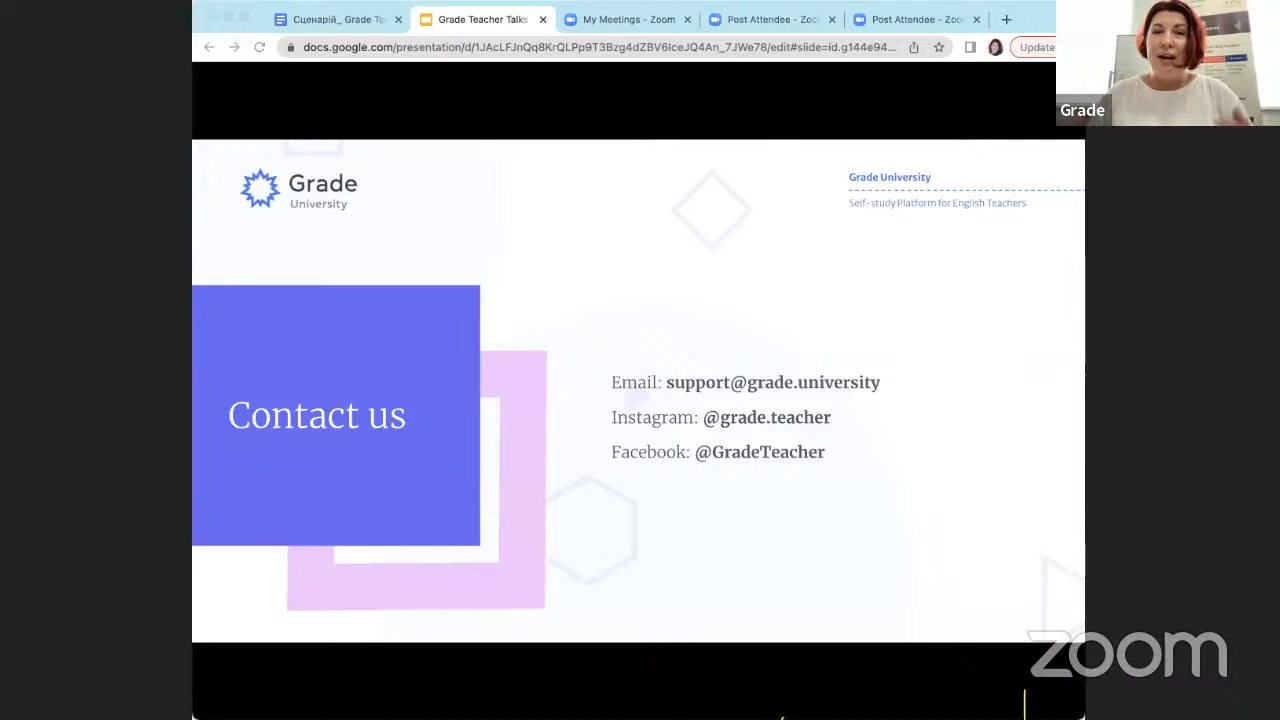 Сценарій_ Grade Te
Grade Teacher Talks
My Meetings - Zoom
Post Attendee - Zoo
Post Attendee - Zoo
docs.google.com/presentation/d/1JAcLFJnQq8KrQLPp9T3Bzg4dZBV6IceJQ4An_7JWe78/edit#slide=id.g144e94...
Update
Grade
Grade
University
Grade University
Self-study Platform for English Teachers
Contact us
Email: support@grade.university
Instagram: @grade.teacher
Facebook: @GradeTeacher
zoom